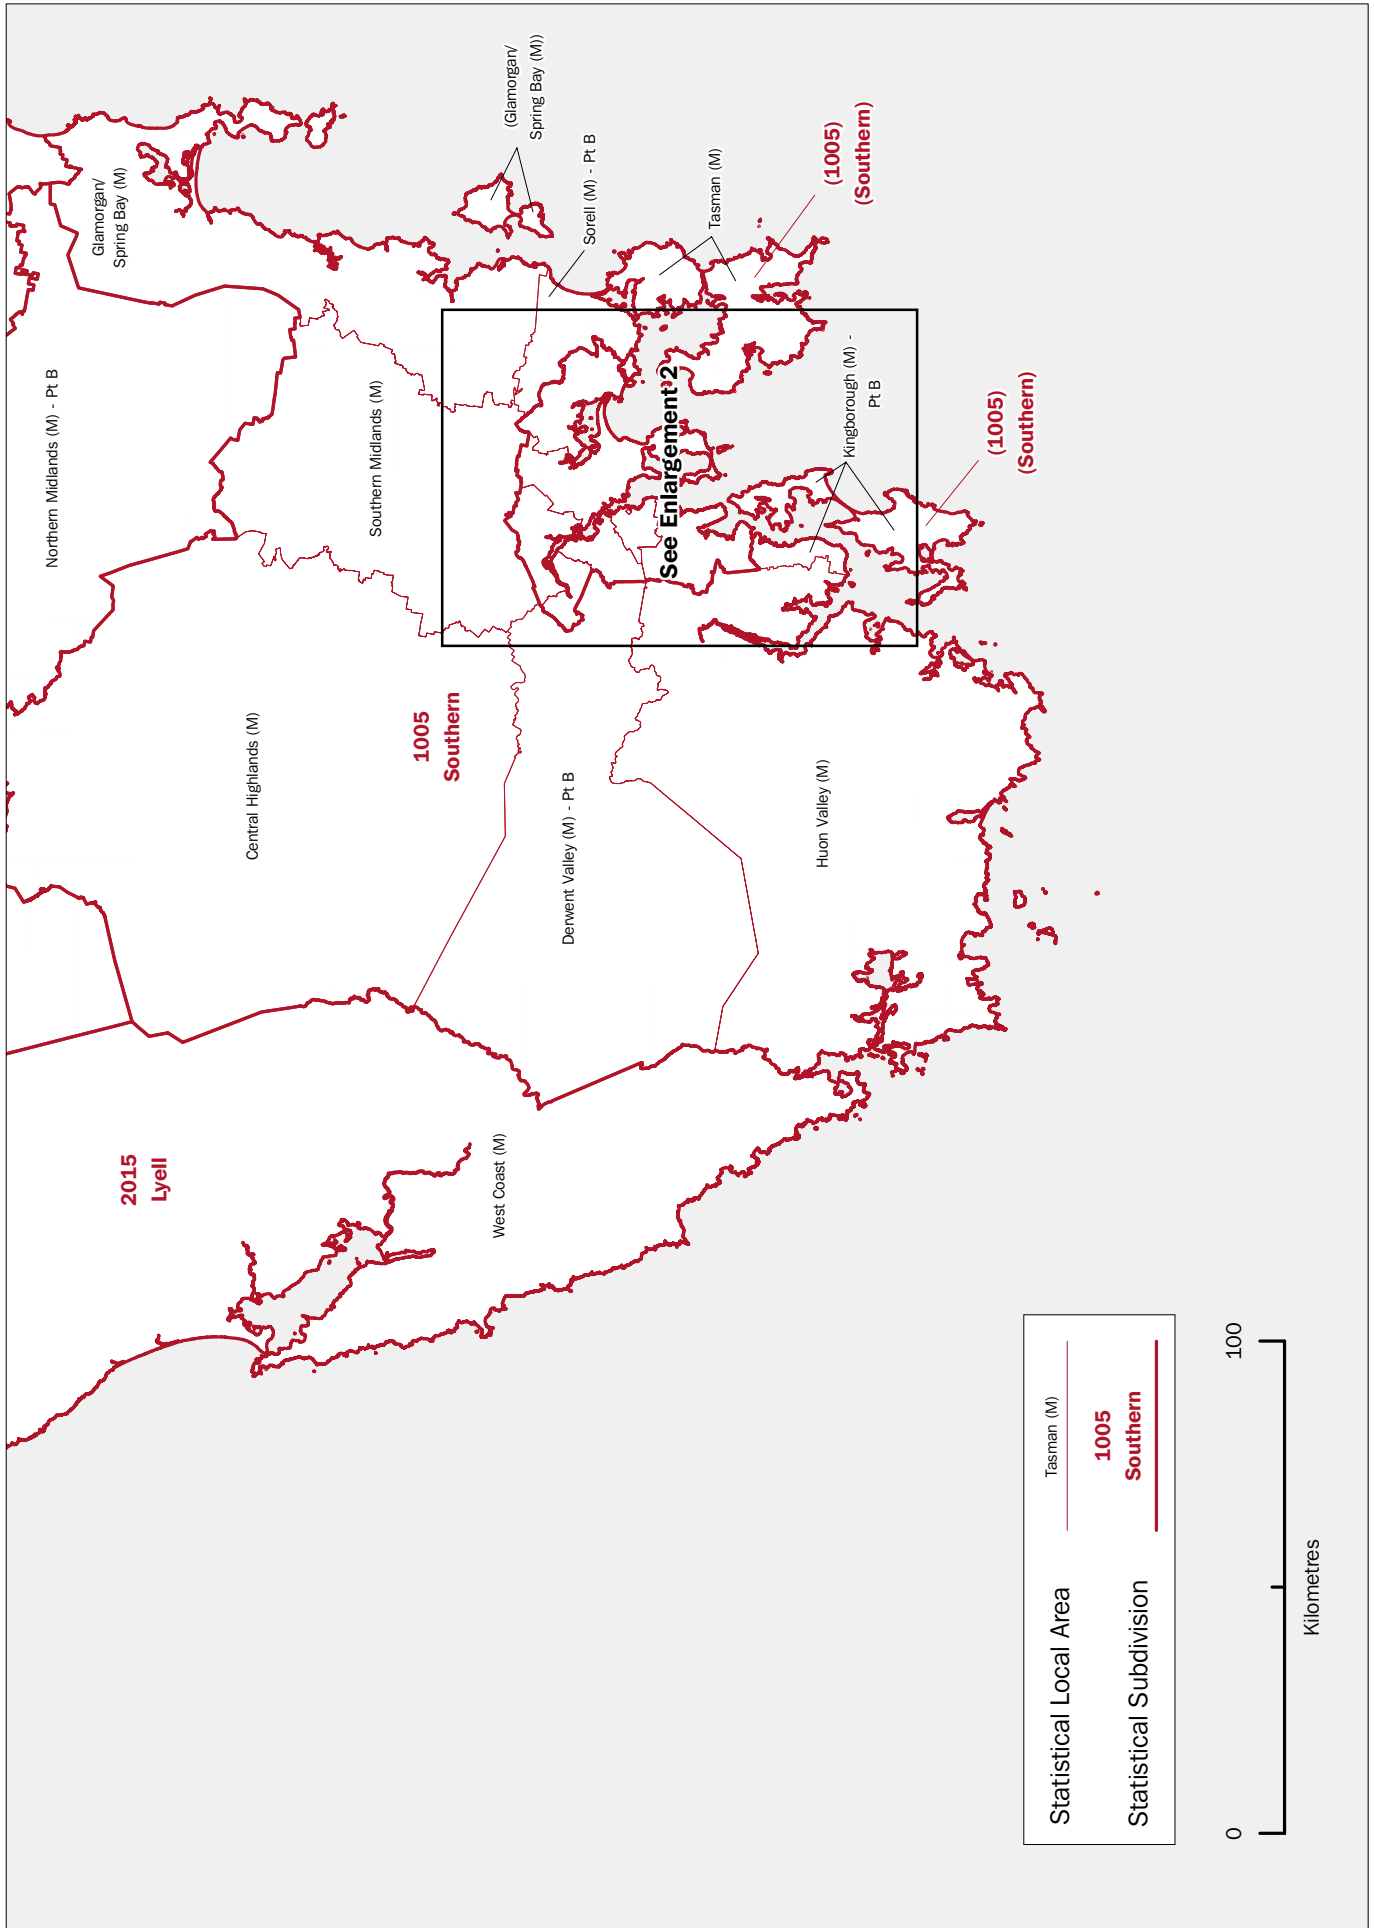 Northern Midlands (M) - Pt B
Glamorgan/
Spring Bay (M)
2015
Lyell
Central Highlands (M)
Southern Midlands (M)
1005
Southern
West Coast (M)
(Glamorgan/
Spring Bay (M))
Derwent Valley (M) - Pt B
Sorell (M) - Pt B
See Enlargement 2
Tasman (M)
Huon Valley (M)
(1005)
(Southern)
Kingborough (M) -
Pt B
(1005)
(Southern)
Statistical Local Area
Tasman (M)
Statistical Subdivision
1005
Southern
0
100
Kilometres